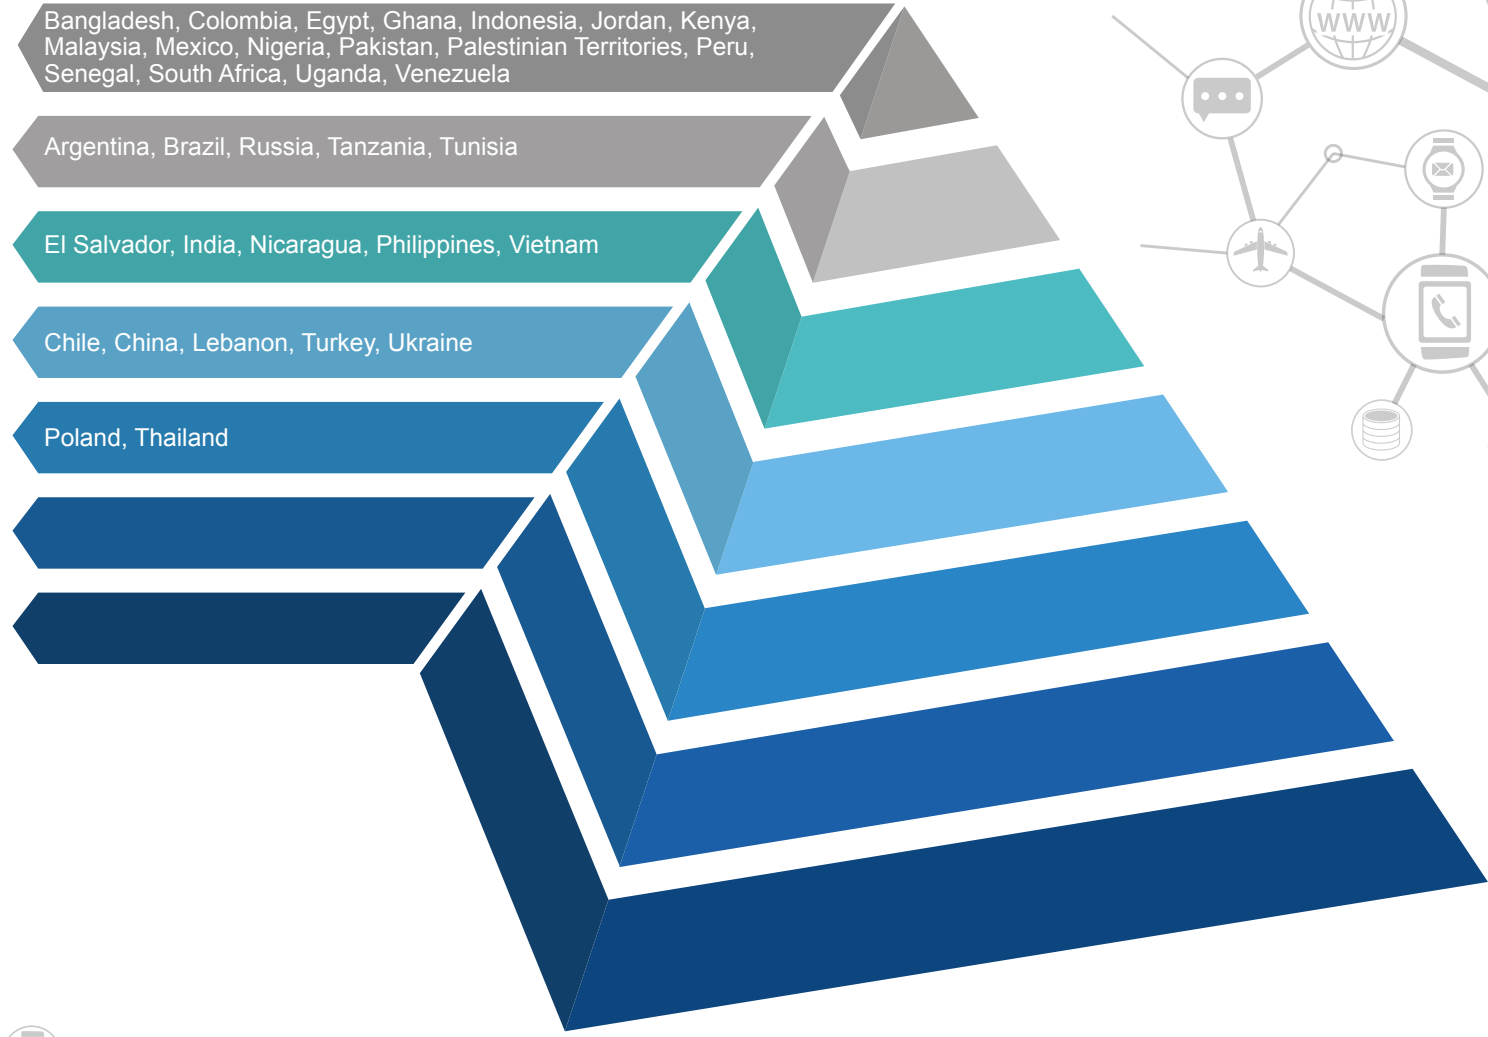 Bangladesh, Colombia, Egypt, Ghana, Indonesia, Jordan, Kenya,
Malaysia, Mexico, Nigeria, Pakistan, Palestinian Territories, Peru,
Senegal, South Africa, Uganda, Venezuela
WWW
Argentina, Brazil, Russia, Tanzania, Tunisia
El Salvador, India, Nicaragua, Philippines, Vietnam
Chile, China, Lebanon, Turkey, Ukraine
Poland, Thailand